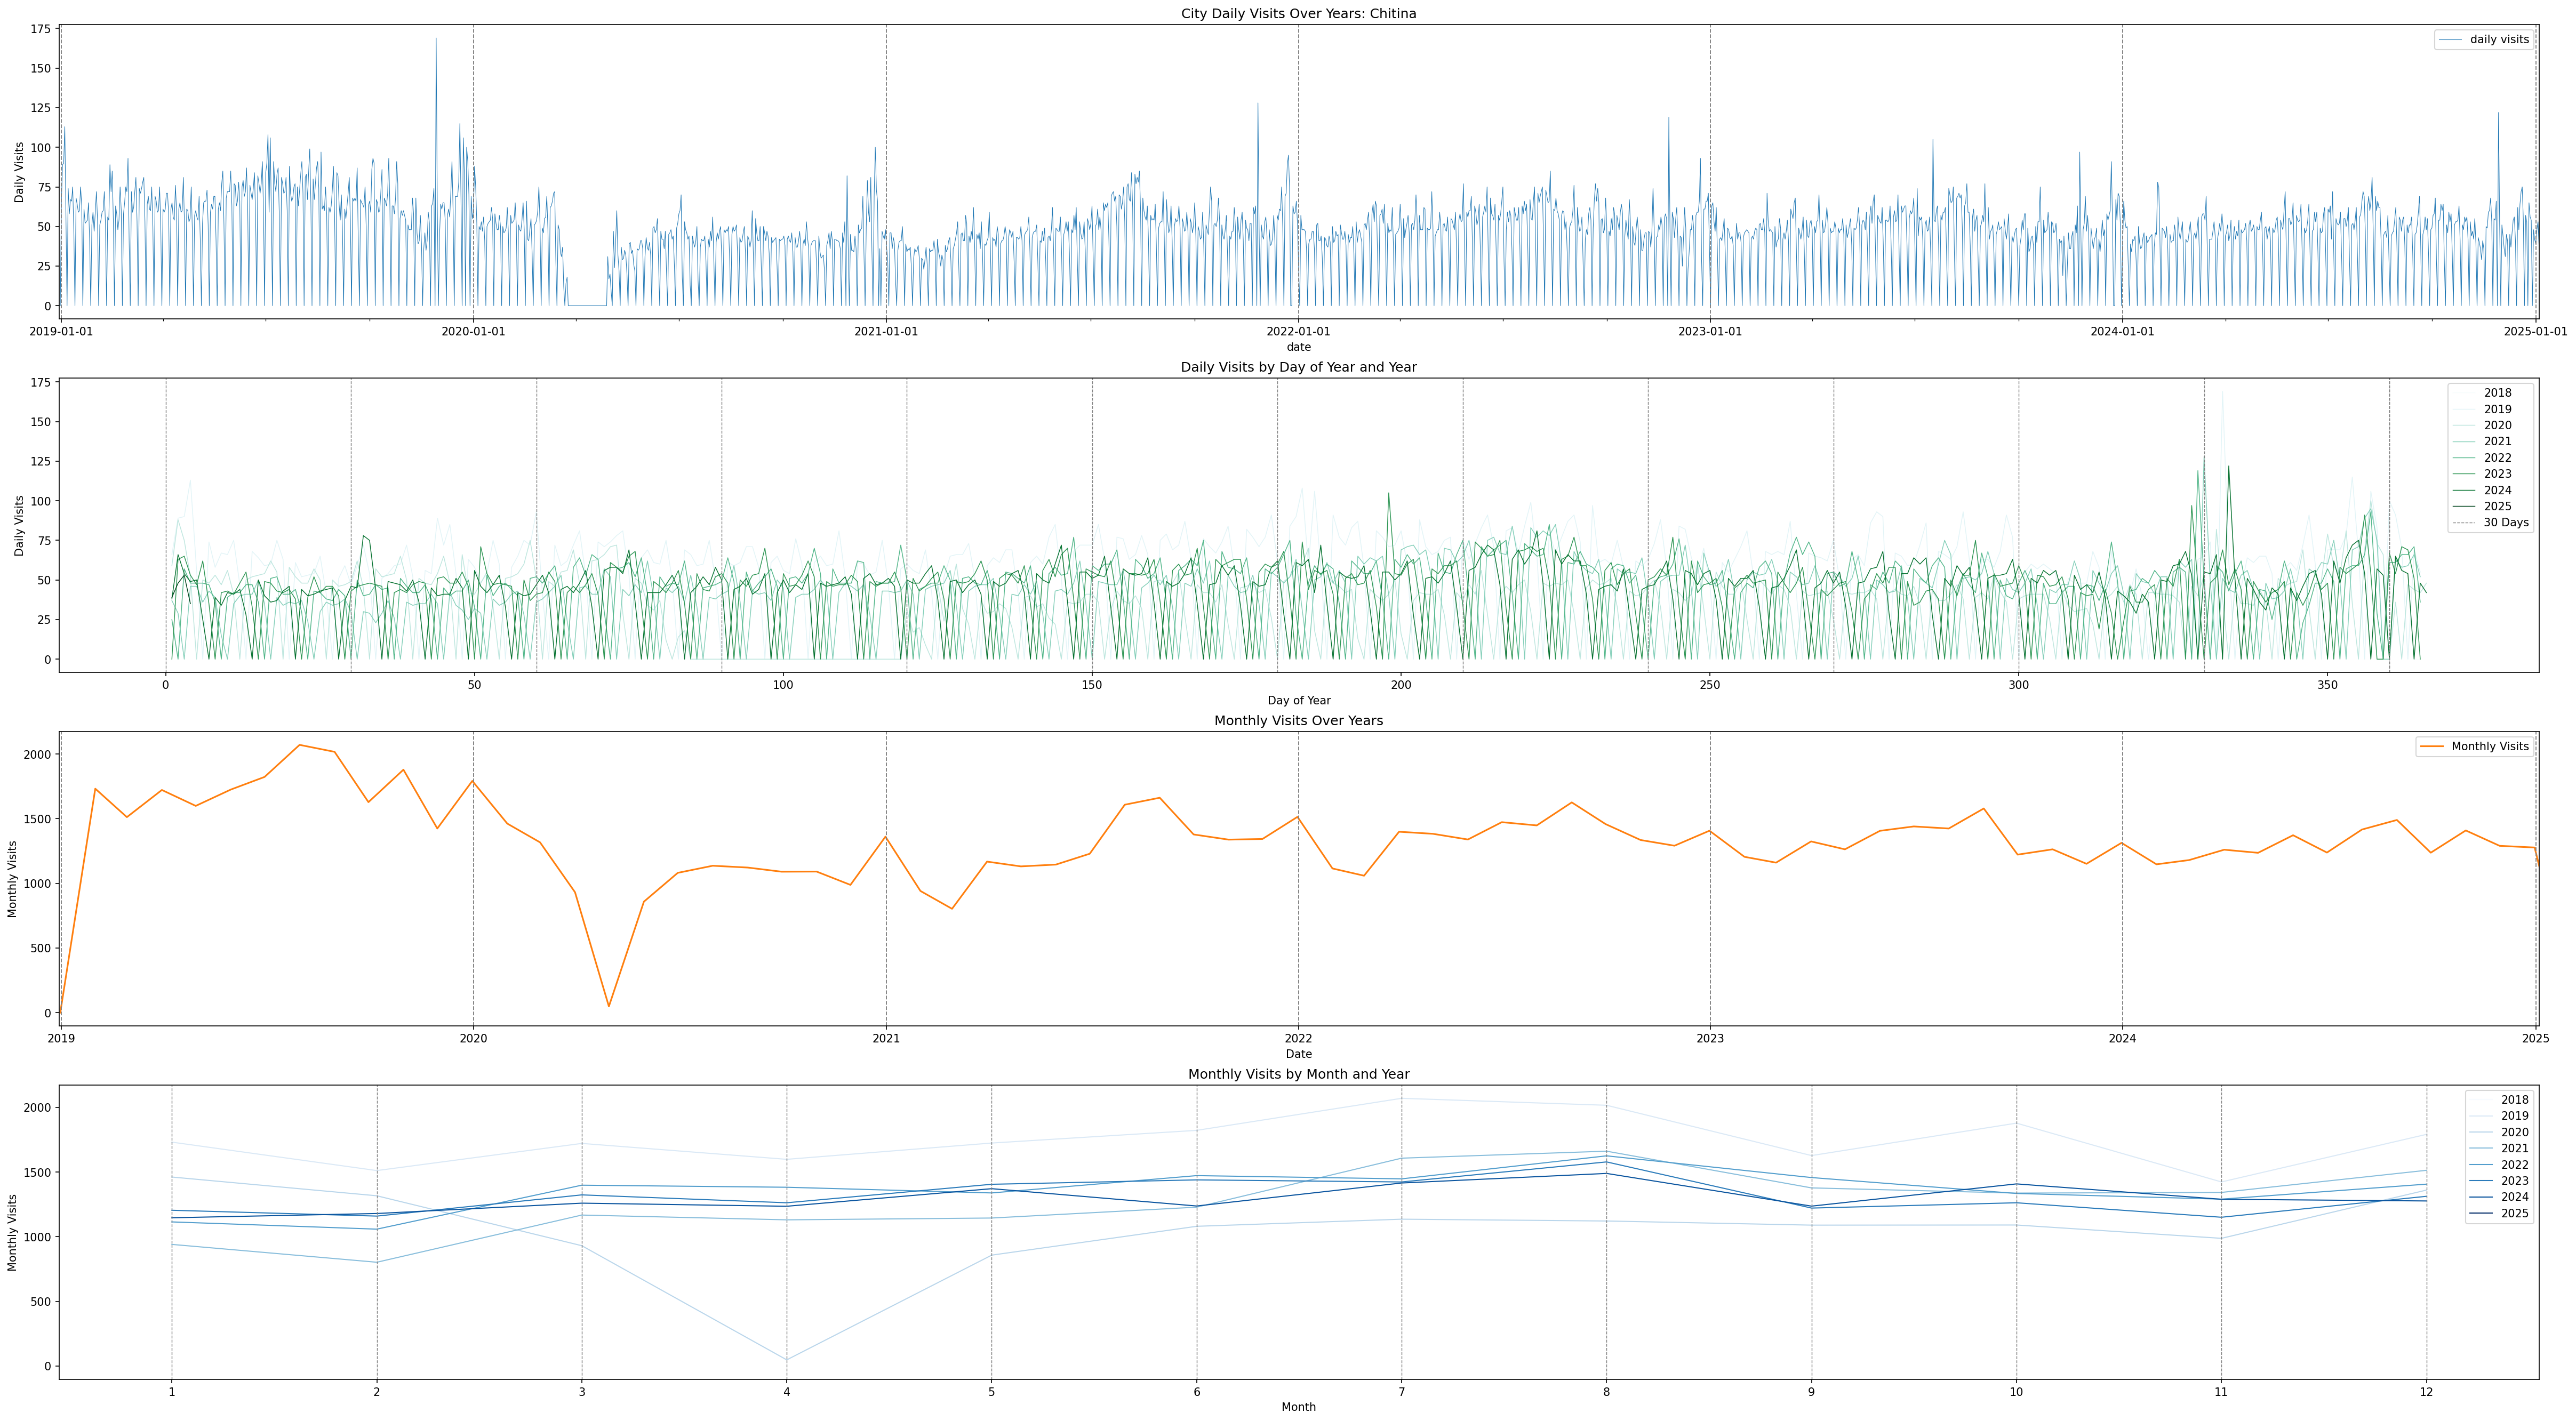 City Daily Visits Over Years: Chitina
Daily Visits
175
150
125
100
75
50
25
0
daily visits
2019-01-01 2020-01-01 2021-01-01 2022-01-01 2023-01-01 2024-01-01 2025-01-01
date
Daily Visits by Day of Year and Year
Daily Visits
175
150
125
100
75
50
25
0
2018
2019
2020
2021
2022
2023
2024
2025
30 Days
0 50 100 150 200 250 300 350
Day of Year
Monthly Visits Over Years
Monthly Visits
2000
1500
1000
500
0
Monthly Visits
2019 2020 2021 2022 2023 2024 2025
Date
Monthly Visits by Month and Year
Monthly Visits
2000
1500
1000
500
0
2018
2019
2020
2021
2022
2023
2024
2025
1 2 3 4 5 6 7 8 9 10 11 12
Month